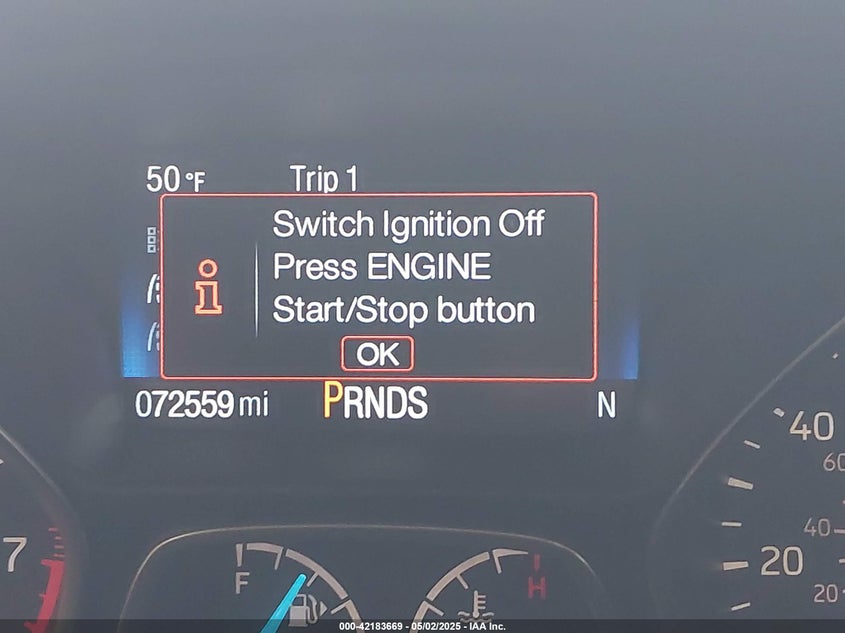 50 °F Trip 1
Switch Ignition Off
Press ENGINE
Start/Stop button
OK
072559 mi PRNDS N
40
60
40
7
20
20
F
H
000-42183669 - 05/02/2025 - IAA Inc.